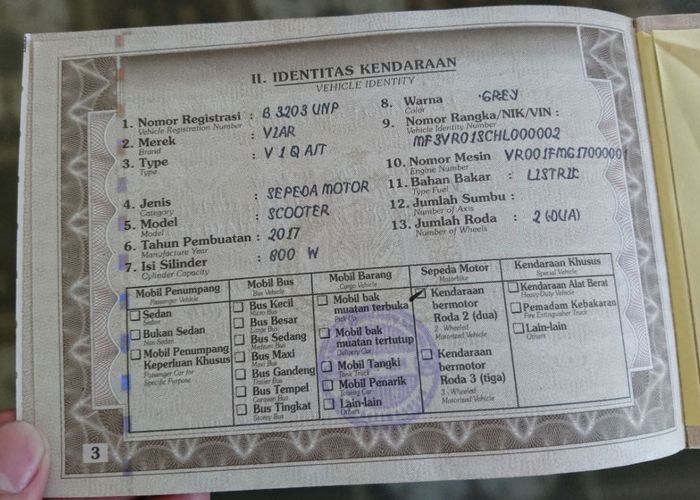 II. IDENTITAS KENDARAAN
VEHICLE IDENTITY
1. Nomor Registrasi : B 3203 UNP
Vehicle Registration Number
2. Merek : VIAR
Brand
3. Type : V 1 Q A/T
Type
4. Jenis : SEPEDA MOTOR
Category
5. Model : SCOOTER
Model
6. Tahun Pembuatan : 2017
Manufacture Year
7. Isi Silinder : 800 W
Cylinder Capacity
8. Warna : GREY
Color
9. Nomor Rangka/NIK/VIN :
Vehicle Identity Number
MF3VR01SCHL000002
10. Nomor Mesin VR001FMG1700001
Engine Number
11. Bahan Bakar : LISTRIK
Type Fuel
12. Jumlah Sumbu :
Number of Axis
13. Jumlah Roda : 2 (DUA)
Number of Wheels
Mobil Penumpang
Passenger Vehicle
Sedan
Sedan
Bukan Sedan
Non Sedan
Mobil Penumpang
Keperluan Khusus
Passenger Car for
Specific Purpose
Mobil Bus
Bus Vehicle
Bus Kecil
Micro Bus
Bus Besar
Large Bus
Bus Sedang
Medium Bus
Bus Maxi
Maxi Bus
Bus Gandeng
Trailer Bus
Bus Tempel
Caravan Bus
Bus Tingkat
Storey Bus
Mobil Barang
Cargo Vehicle
Mobil bak
muatan terbuka
Pick Up
Mobil bak
muatan tertutup
Delivery Car
Mobil Tangki
Tank Truck
Mobil Penarik
Towing Car
Lain-lain
Others
Sepeda Motor
Motorbike
Kendaraan
bermotor
Roda 2 (dua)
2 . Wheeled
Motorized Vehicle
Kendaraan
bermotor
Roda 3 (tiga)
3 . Wheeled
Motorized Vehicle
Kendaraan Khusus
Special Vehicle
Kendaraan Alat Berat
Heavy Duty Vehicle
Pemadam Kebakaran
Fire Extinguisher Truck
Lain-lain
Others
3